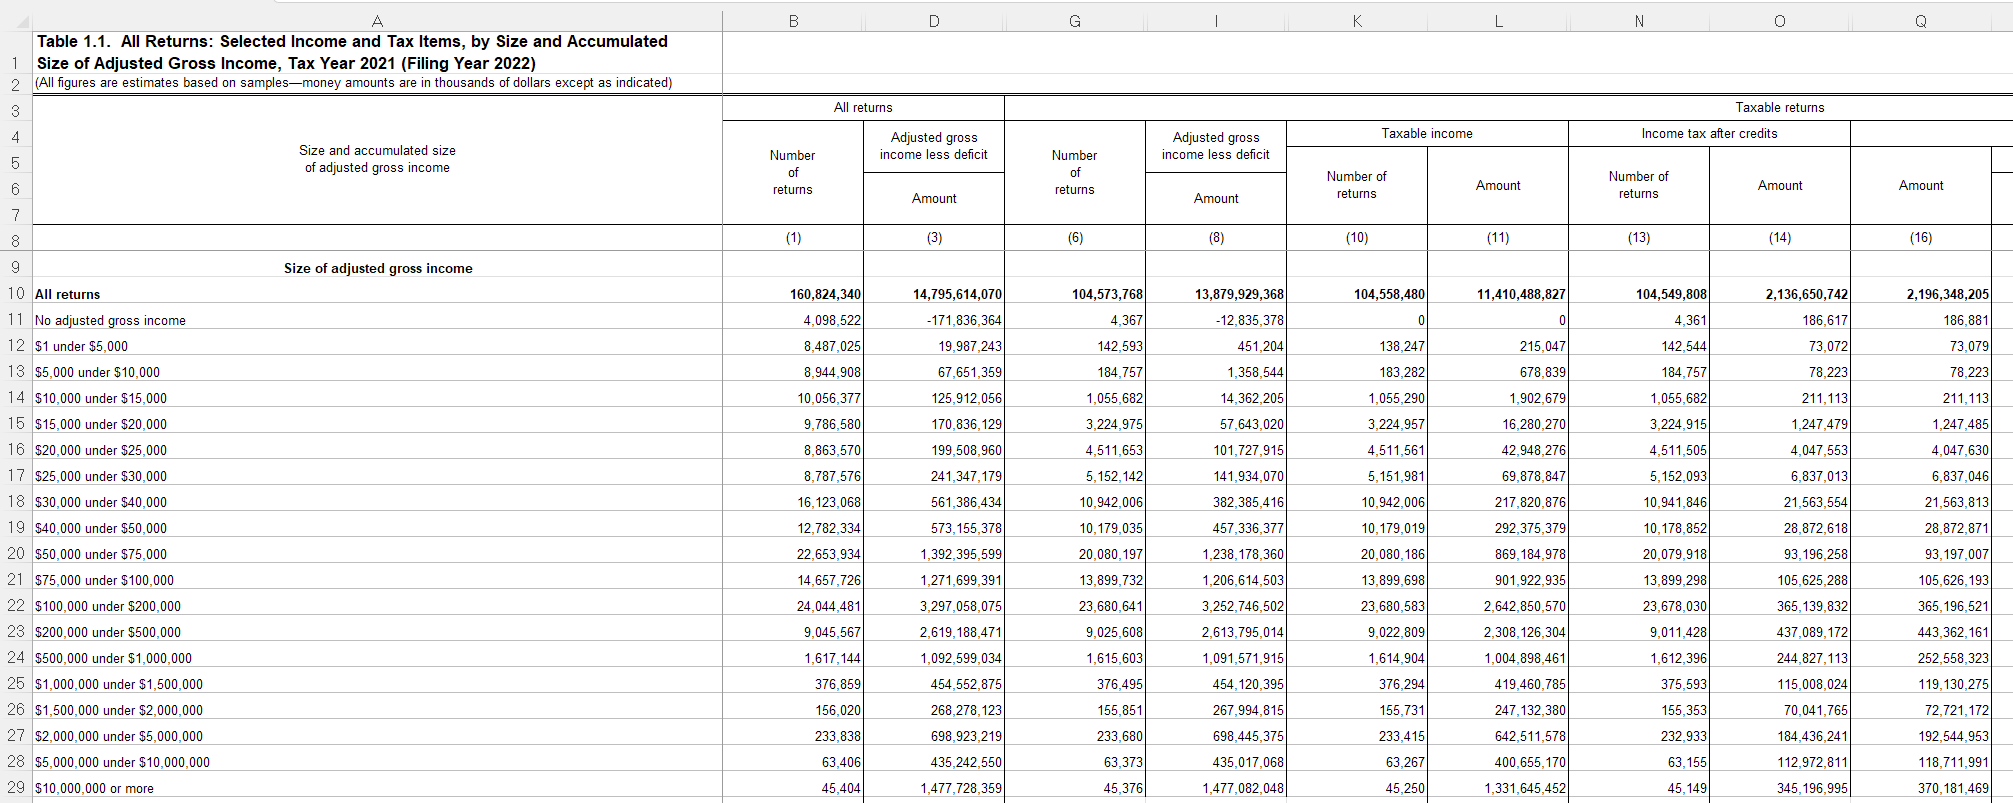 A B D G I K L N O Q
1 Table 1.1. All Returns: Selected Income and Tax Items, by Size and Accumulated
Size of Adjusted Gross Income, Tax Year 2021 (Filing Year 2022)
2 (All figures are estimates based on samples—money amounts are in thousands of dollars except as indicated)
3 All returns Taxable returns
4 Size and accumulated size of adjusted gross income Number of returns Adjusted gross income less deficit Number of returns Adjusted gross income less deficit Taxable income Income tax after credits
5 Number of returns Amount Number of returns Amount Amount
6 Amount Amount
7
8 (1) (3) (6) (8) (10) (11) (13) (14) (16)
9 Size of adjusted gross income
10 All returns 160,824,340 14,795,614,070 104,573,768 13,879,929,368 104,558,480 11,410,488,827 104,549,808 2,136,650,742 2,196,348,205
11 No adjusted gross income 4,098,522 -171,836,364 4,367 -12,835,378 0 0 4,361 186,617 186,881
12 $1 under $5,000 8,487,025 19,987,243 142,593 451,204 138,247 215,047 142,544 73,072 73,079
13 $5,000 under $10,000 8,944,908 67,651,359 184,757 1,358,544 183,282 678,839 184,757 78,223 78,223
14 $10,000 under $15,000 10,056,377 125,912,056 1,055,682 14,362,205 1,055,290 1,902,679 1,055,682 211,113 211,113
15 $15,000 under $20,000 9,786,580 170,836,129 3,224,975 57,643,020 3,224,957 16,280,270 3,224,915 1,247,479 1,247,485
16 $20,000 under $25,000 8,863,570 199,508,960 4,511,653 101,727,915 4,511,561 42,948,276 4,511,505 4,047,553 4,047,630
17 $25,000 under $30,000 8,787,576 241,347,179 5,152,142 141,934,070 5,151,981 69,878,847 5,152,093 6,837,013 6,837,046
18 $30,000 under $40,000 16,123,068 561,386,434 10,942,006 382,385,416 10,942,006 217,820,876 10,941,846 21,563,554 21,563,813
19 $40,000 under $50,000 12,782,334 573,155,378 10,179,035 457,336,377 10,179,019 292,375,379 10,178,852 28,872,618 28,872,871
20 $50,000 under $75,000 22,653,934 1,392,395,599 20,080,197 1,238,178,360 20,080,186 869,184,978 20,079,918 93,196,258 93,197,007
21 $75,000 under $100,000 14,657,726 1,271,699,391 13,899,732 1,206,614,503 13,899,698 901,922,935 13,899,298 105,625,288 105,626,193
22 $100,000 under $200,000 24,044,481 3,297,058,075 23,680,641 3,252,746,502 23,680,583 2,642,850,570 23,678,030 365,139,832 365,196,521
23 $200,000 under $500,000 9,045,567 2,619,188,471 9,025,608 2,613,795,014 9,022,809 2,308,126,304 9,011,428 437,089,172 443,362,161
24 $500,000 under $1,000,000 1,617,144 1,092,599,034 1,615,603 1,091,571,915 1,614,904 1,004,898,461 1,612,396 244,827,113 252,558,323
25 $1,000,000 under $1,500,000 376,859 454,552,875 376,495 454,120,395 376,294 419,460,785 375,593 115,008,024 119,130,275
26 $1,500,000 under $2,000,000 156,020 268,278,123 155,851 267,994,815 155,731 247,132,380 155,353 70,041,765 72,721,172
27 $2,000,000 under $5,000,000 233,838 698,923,219 233,680 698,445,375 233,415 642,511,578 232,933 184,436,241 192,544,953
28 $5,000,000 under $10,000,000 63,406 435,242,550 63,373 435,017,068 63,267 400,655,170 63,155 112,972,811 118,711,991
29 $10,000,000 or more 45,404 1,477,728,359 45,376 1,477,082,048 45,250 1,331,645,452 45,149 345,196,995 370,181,469